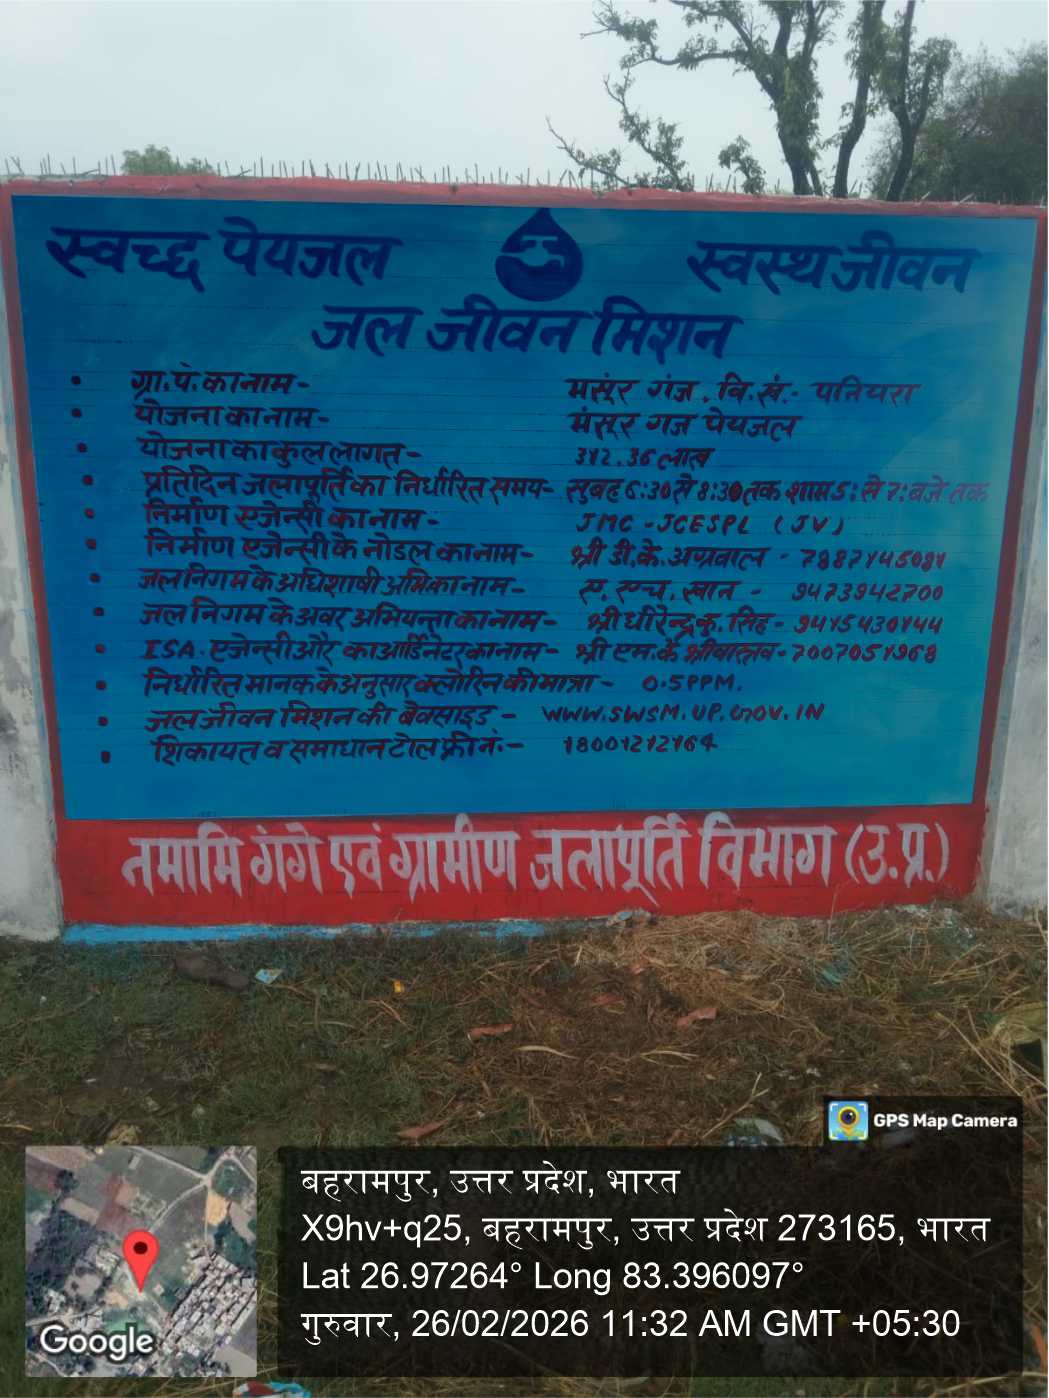 स्वच्छ पेयजल स्वस्थ जीवन
जल जीवन मिशन
• ग्रा.पं. का नाम- मसूंर गंज. वि.खं.- पनियरा
• योजना का नाम- मंसूर गज पेयजल
• योजना का कुल लागत- 312.36 लाख
• प्रतिदिन जलापूर्ति का निर्धारित समय- सुबह 6:30 से 8:30 तक शाम 5: से 7: बजे तक
• निर्माण एजेन्सी का नाम- JMC-JCESPL (JV)
• निर्माण एजेन्सी के नोडल का नाम- श्री डी.के. अग्रवाल - 7887145081
• जल निगम के अधिशाषी अभि का नाम- ए. एच. खान - 9473942700
• जल निगम के अवर अभियन्ता का नाम- श्री धीरेन्द्र कु. सिंह- 9415430144
• ISA. एजेन्सी और काआर्डिनेटर का नाम- श्री एम.के श्रीवास्तव-7007051968
• निर्धारित मानक के अनुसार क्लोरिन की मात्रा- 0.5PPM.
• जल जीवन मिशन की बेवसाइड- WWW.SWSM.UP.GOV.IN
• शिकायत व समाधान टोल फ्री नं.- 18001212164
नमामि गंगे एवं ग्रामीण जलापूर्ति विभाग (उ.प्र.)
GPS Map Camera
बहरामपुर, उत्तर प्रदेश, भारत
X9hv+q25, बहरामपुर, उत्तर प्रदेश 273165, भारत
Lat 26.97264° Long 83.396097°
गुरुवार, 26/02/2026 11:32 AM GMT +05:30
Google